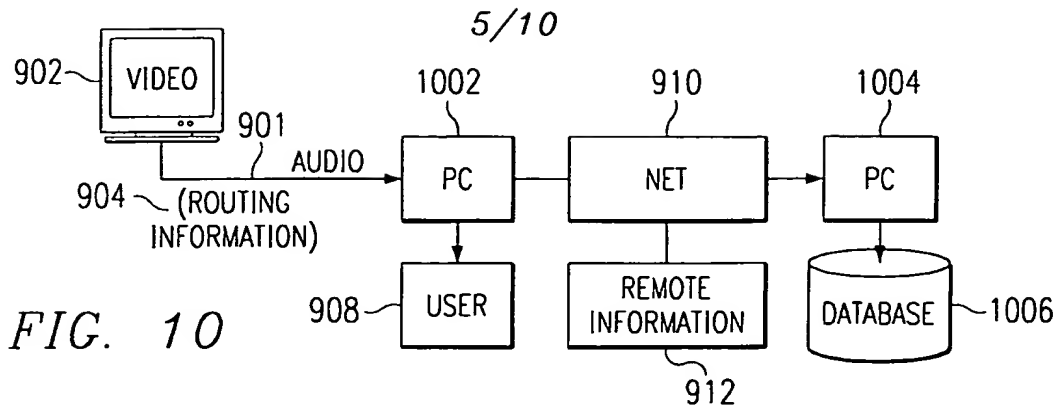 5/10
902
VIDEO
901
AUDIO
904
(ROUTING
INFORMATION)
1002
PC
910
NET
1004
PC
908
USER
REMOTE
INFORMATION
912
DATABASE
1006
FIG. 10